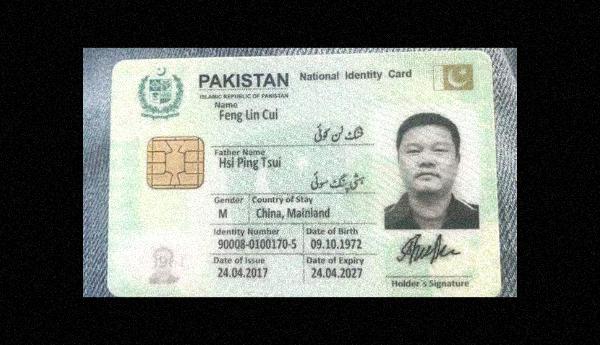 PAKISTAN National Identity Card
ISLAMIC REPUBLIC OF PAKISTAN
Name
Feng Lin Cui
فنگ لن کوئی
Father Name
Hsi Ping Tsui
ہشی پنگ سوئی
Gender Country of Stay
M China, Mainland
Identity Number Date of Birth
90008-0100170-5 09.10.1972
Date of Issue Date of Expiry
24.04.2017 24.04.2027
Holder's Signature